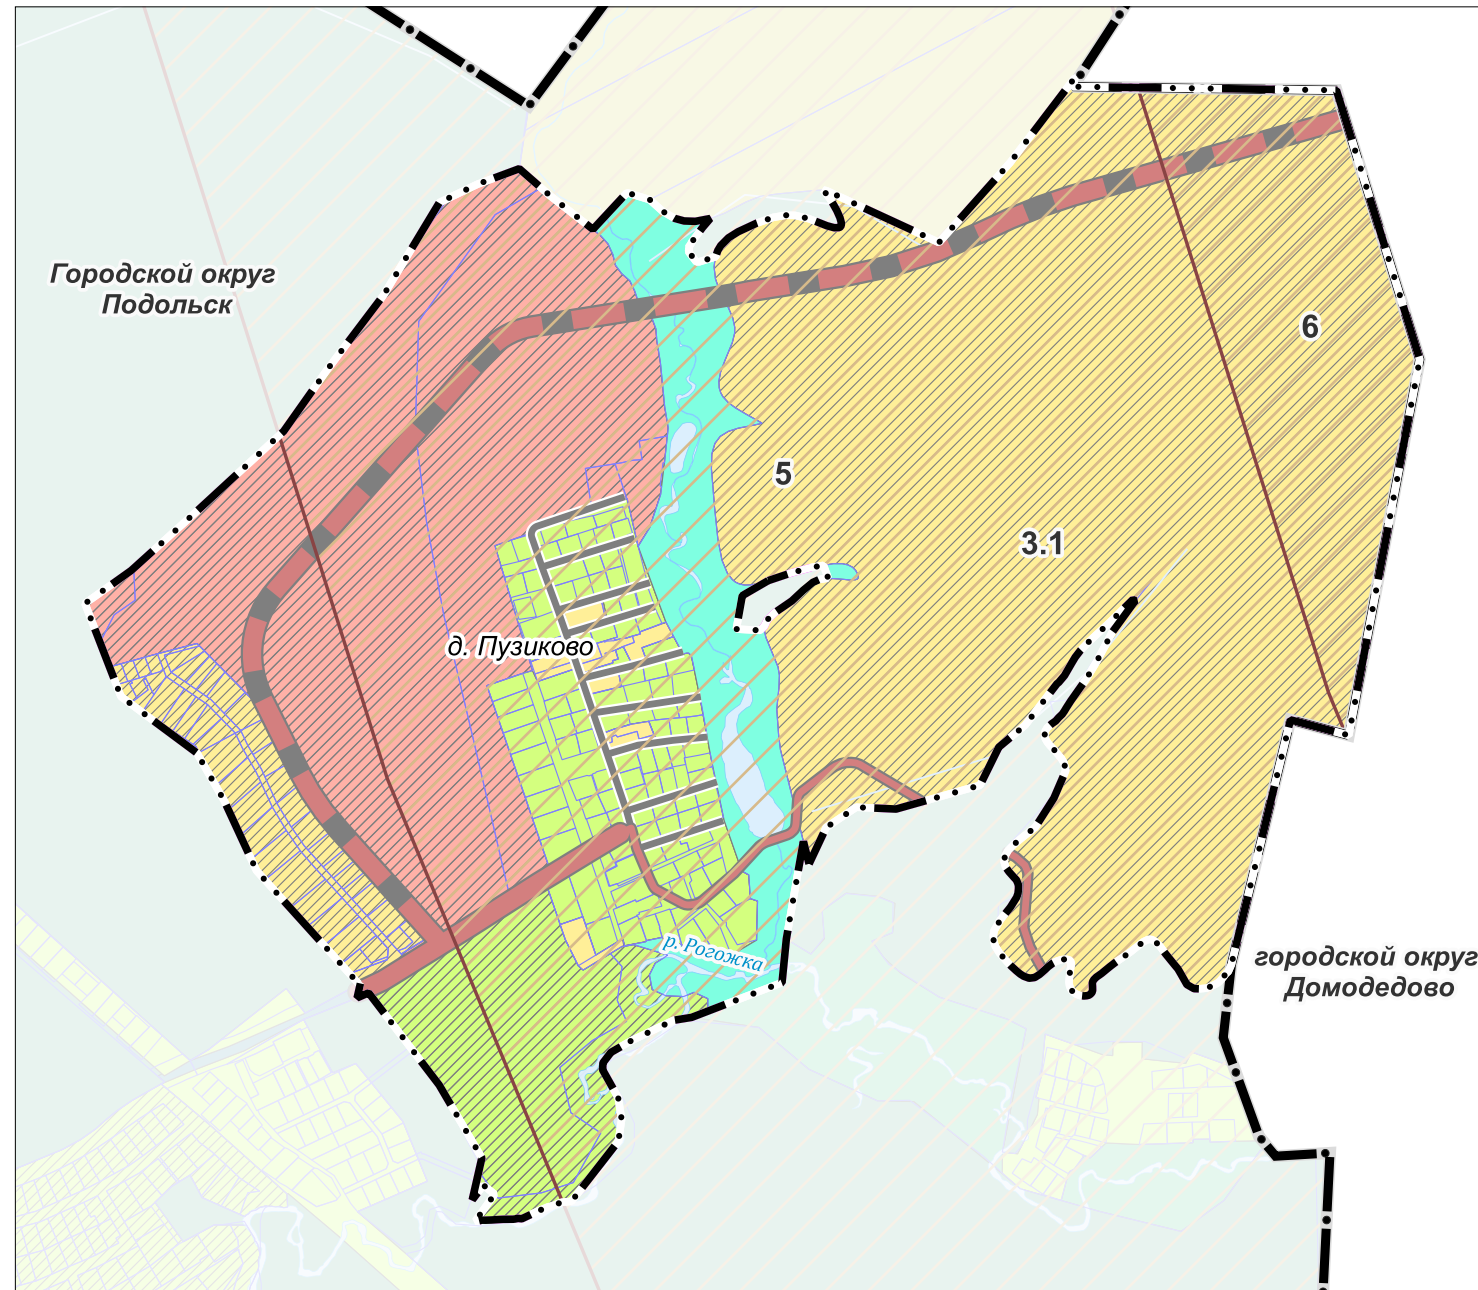 Городской округ
Подольск
6
5
3.1
д. Пузиково
р. Рогожка
городской округ
Домодедово